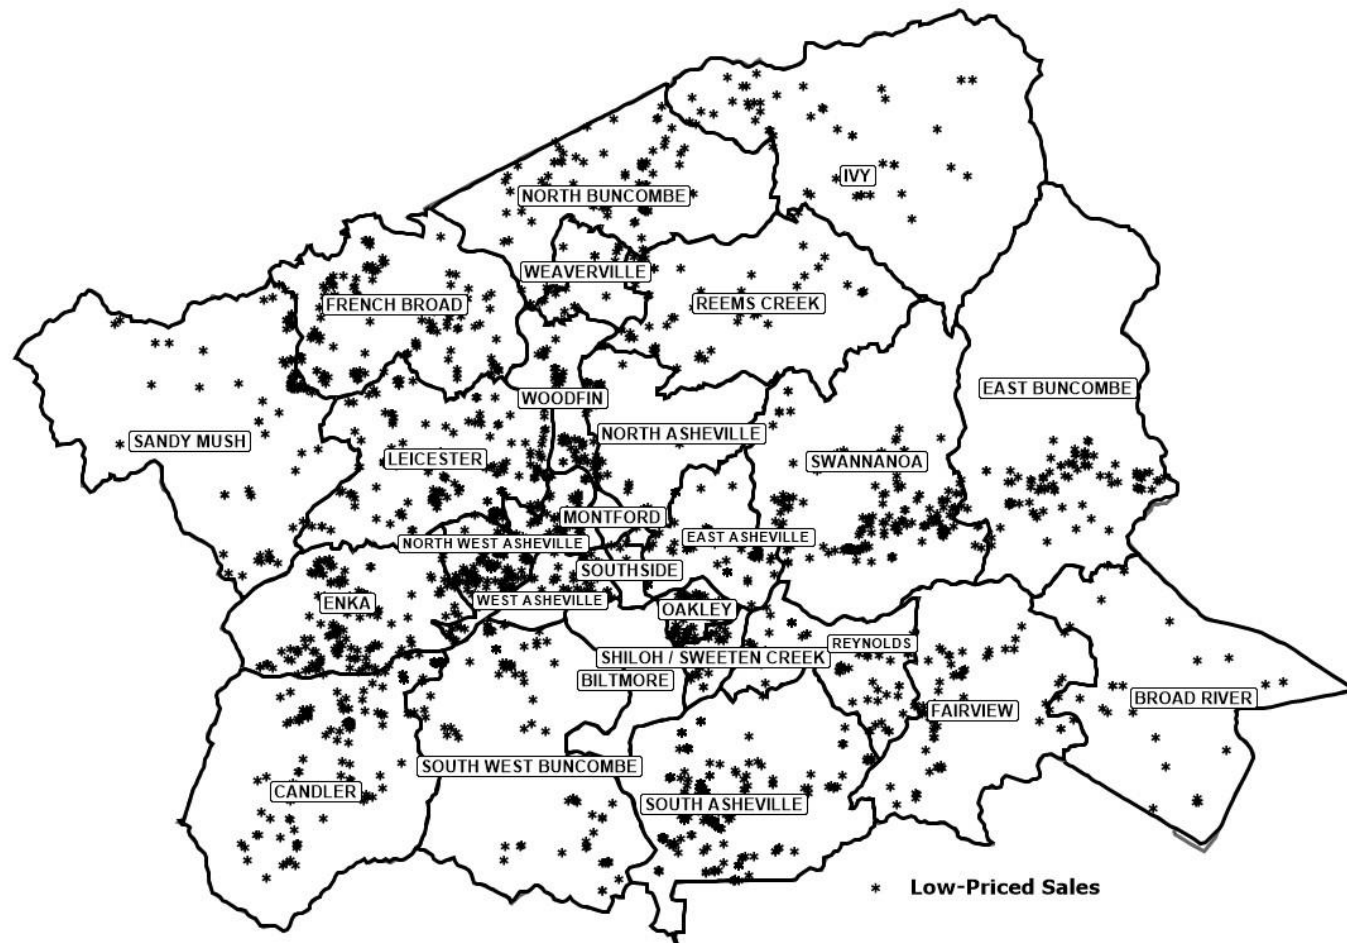 IVY
NORTH BUNCOMBE
WEAVERVILLE
FRENCH BROAD
REEMS CREEK
EAST BUNCOMBE
WOODFIN
SANDY MUSH
NORTH ASHEVILLE
LEICESTER
SWANNANOA
MONTFORD
NORTH WEST ASHEVILLE
EAST ASHEVILLE
SOUTHSIDE
ENKA
WEST ASHEVILLE
OAKLEY
REYNOLDS
SHILOH / SWEETEN CREEK
BILTMORE
BROAD RIVER
FAIRVIEW
SOUTH WEST BUNCOMBE
CANDLER
SOUTH ASHEVILLE
* Low-Priced Sales